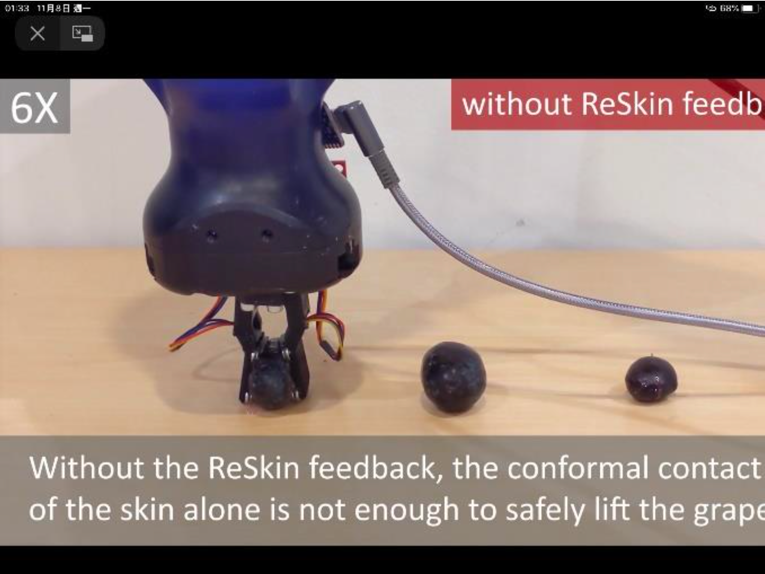 01:33 11月8日 週一
68%
6X
without ReSkin feedb
Without the ReSkin feedback, the conformal contact
of the skin alone is not enough to safely lift the grape